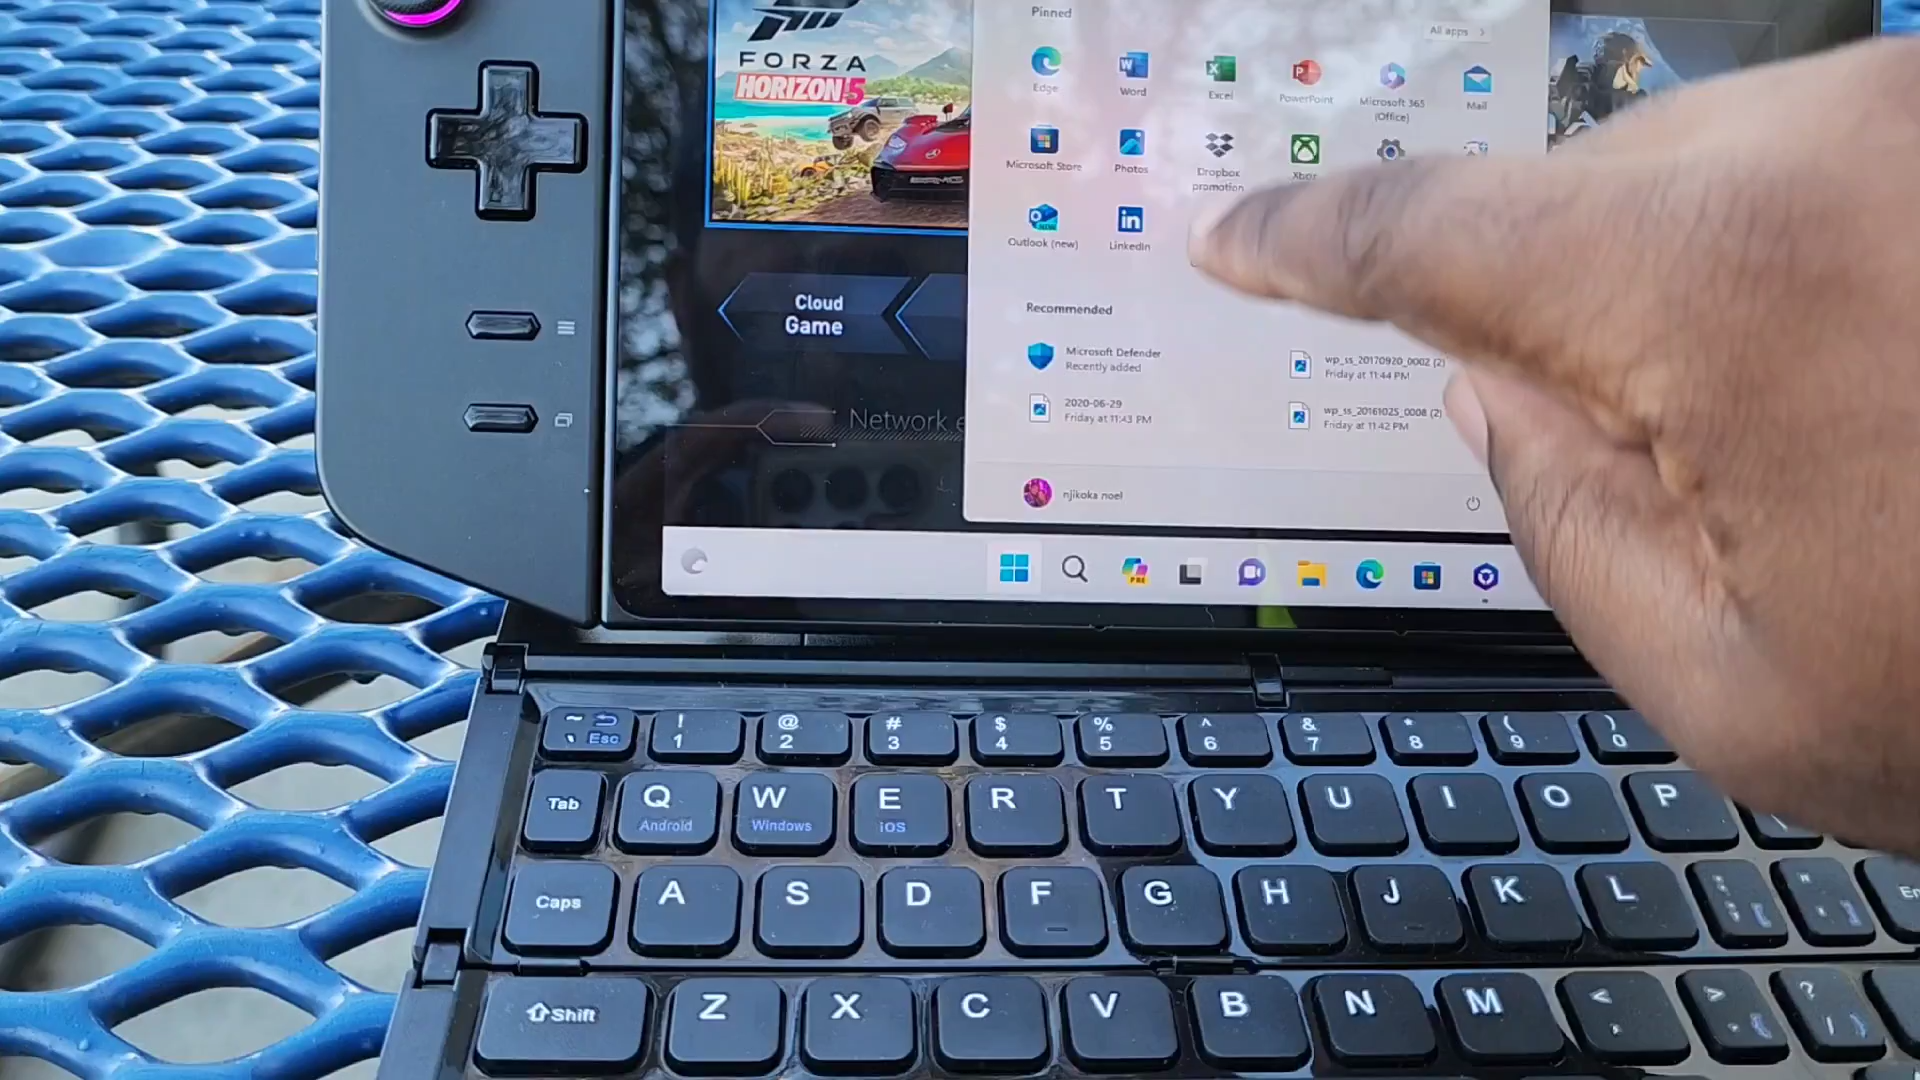 FORZA
HORIZON 5
Pinned
All apps >
Edge
Word
Excel
PowerPoint
Microsoft 365
(Office)
Mail
Microsoft Store
Photos
Dropbox
promotion
Xbox
Outlook (new)
LinkedIn
Cloud
Game
Network
Recommended
Microsoft Defender
Recently added
wp_ss_20170920_0002 (2)
Friday at 11:44 PM
2020-06-29
Friday at 11:43 PM
wp_ss_20161025_0008 (2)
Friday at 11:42 PM
njikoka noel
PRE
~ ` Esc
! 1
@ 2
# 3
$ 4
% 5
^ 6
& 7
* 8
( 9
) 0
Tab
Q Android
W Windows
E iOS
R
T
Y
U
I
O
P
Caps
A
S
D
F
G
H
J
K
L
Shift
Z
X
C
V
B
N
M
< ,
> .
? /